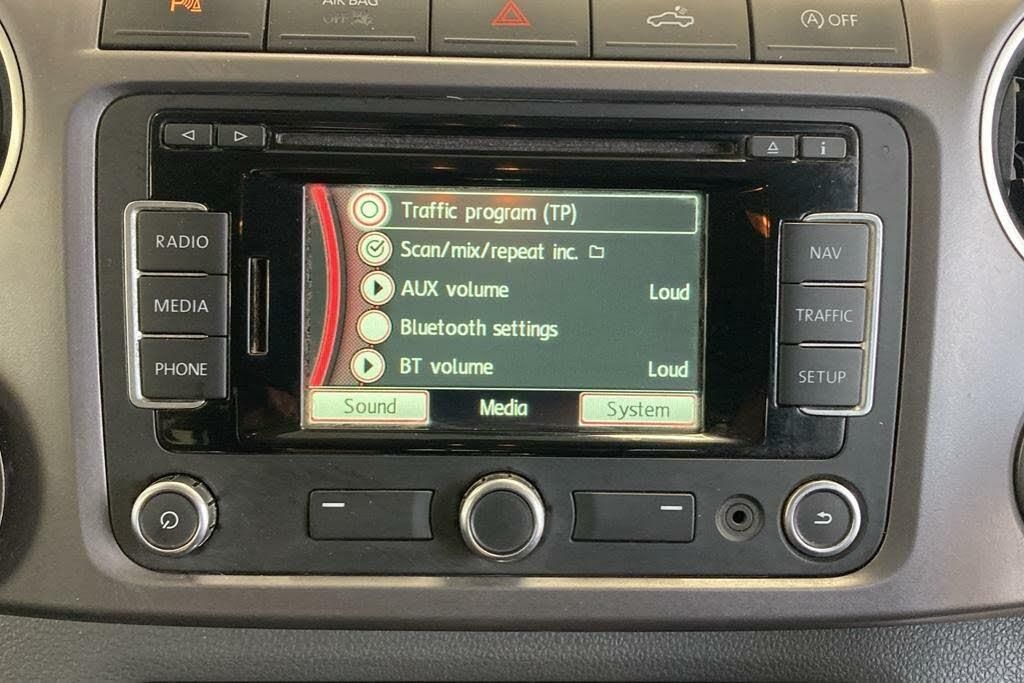 P
AIR BAG
OFF
A OFF
i
RADIO
MEDIA
PHONE
Traffic program (TP)
Scan/mix/repeat inc.
AUX volume Loud
Bluetooth settings
BT volume Loud
Sound Media System
NAV
TRAFFIC
SETUP